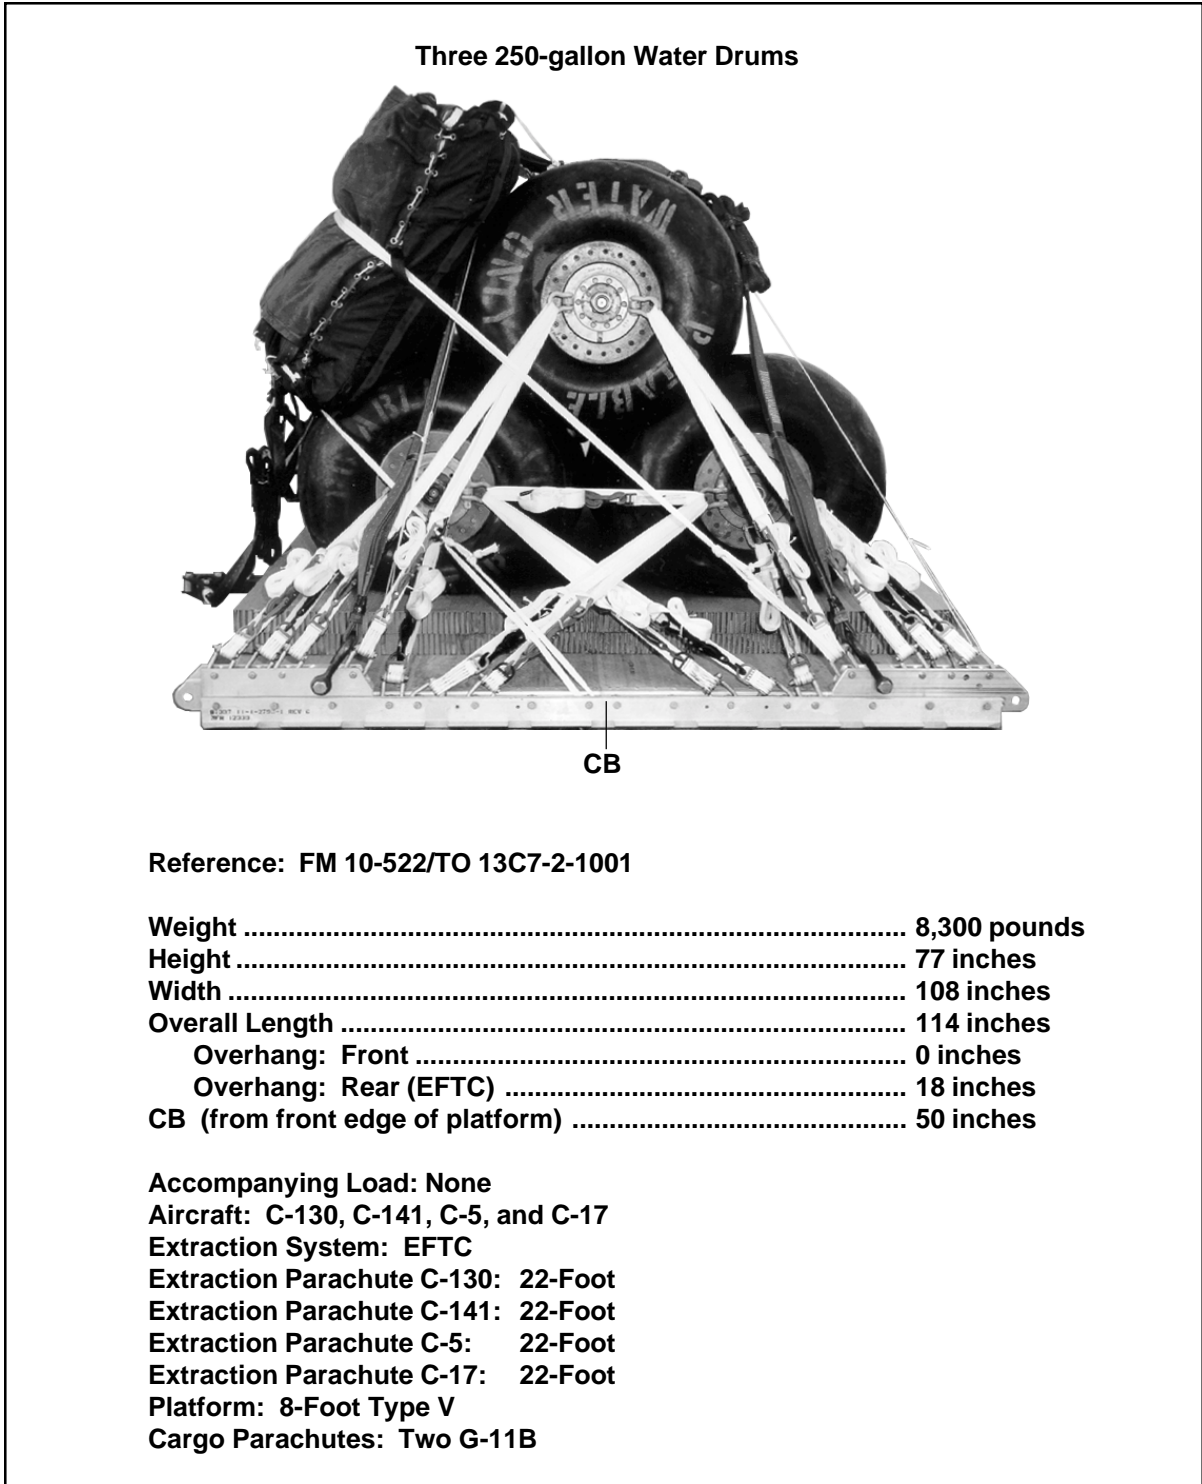 Three 250-gallon Water Drums
WATER
ONLY
CB
Reference: FM 10-522/TO 13C7-2-1001
Weight ........................................................................................ 8,300 pounds
Height ......................................................................................... 77 inches
Width .......................................................................................... 108 inches
Overall Length ........................................................................... 114 inches
Overhang: Front .................................................................. 0 inches
Overhang: Rear (EFTC) ...................................................... 18 inches
CB (from front edge of platform) ............................................. 50 inches
Accompanying Load: None
Aircraft: C-130, C-141, C-5, and C-17
Extraction System: EFTC
Extraction Parachute C-130: 22-Foot
Extraction Parachute C-141: 22-Foot
Extraction Parachute C-5: 22-Foot
Extraction Parachute C-17: 22-Foot
Platform: 8-Foot Type V
Cargo Parachutes: Two G-11B